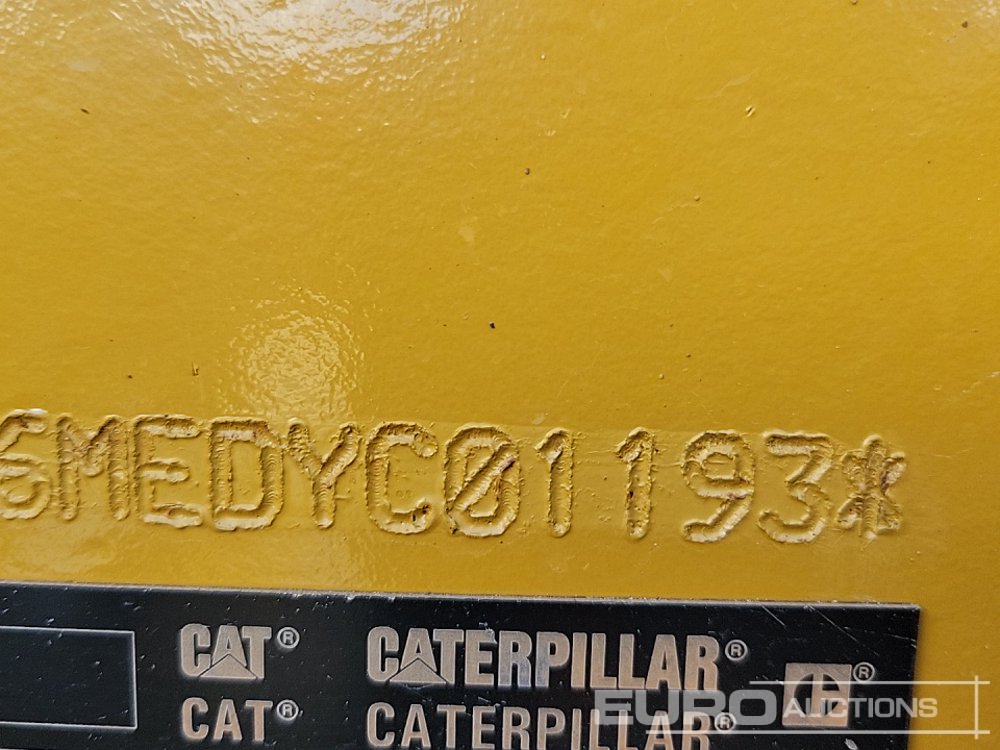 6MEDYC01193*
CAT® CATERPILLAR® ®
CAT® CATERPILLAR®
EURO AUCTIONS